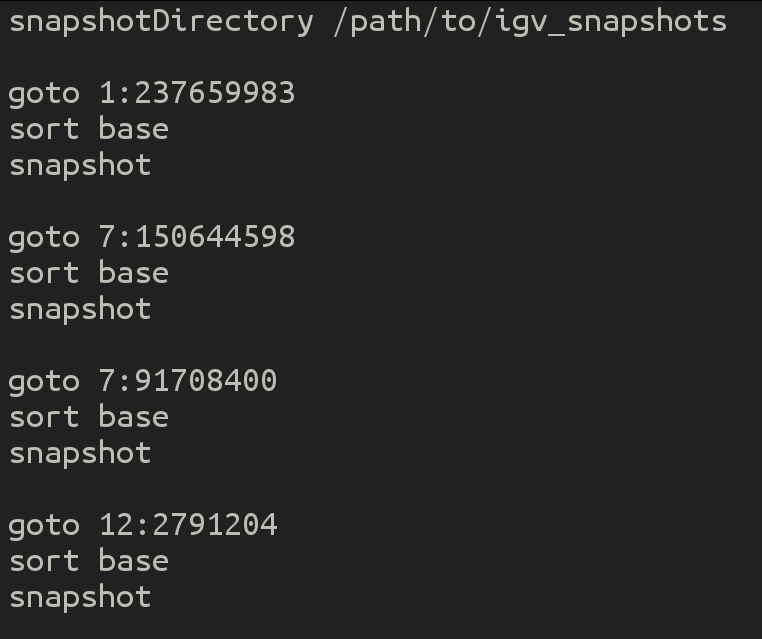 snapshotDirectory /path/to/igv_snapshots
goto 1:237659983
sort base
snapshot
goto 7:150644598
sort base
snapshot
goto 7:91708400
sort base
snapshot
goto 12:2791204
sort base
snapshot